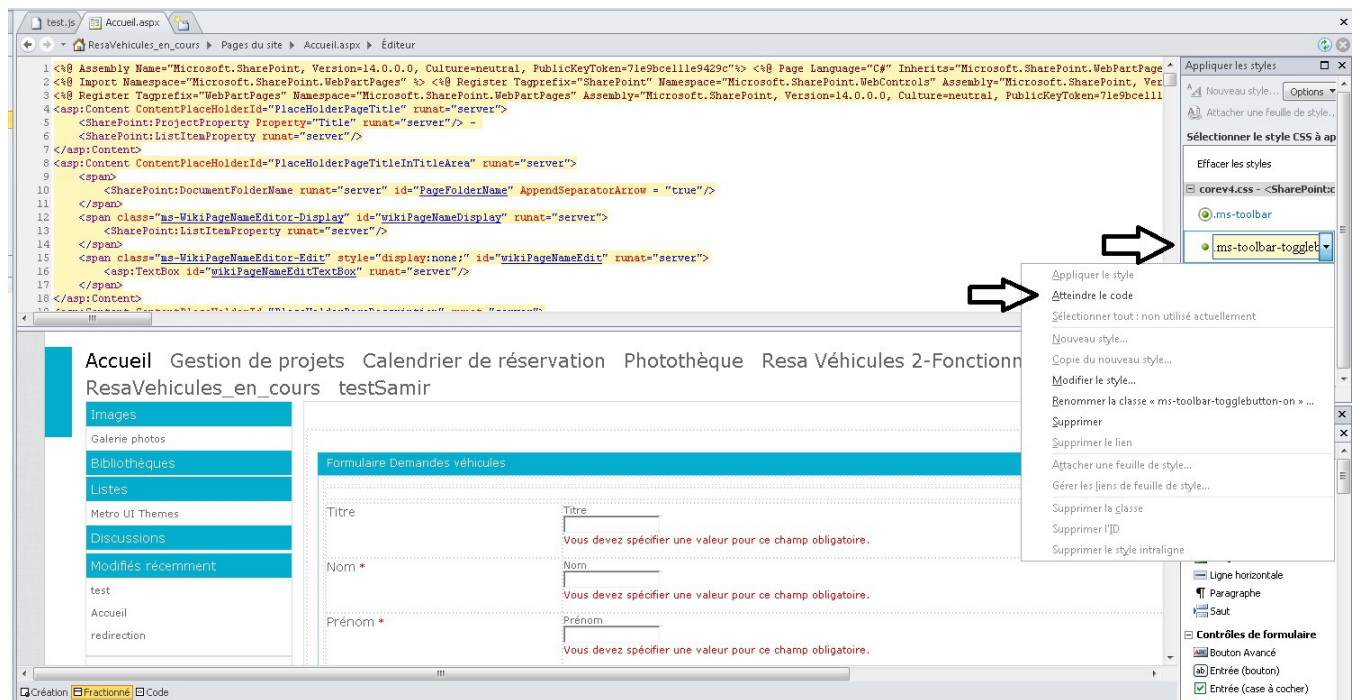 test.js
Accueil.aspx
ResaVehicules_en_cours
Pages du site
Accueil.aspx
Éditeur
1 <%@ Assembly Name="Microsoft.SharePoint, Version=14.0.0.0, Culture=neutral, PublicKeyToken=71e9bce111e9429c"%> <%@ Page Language="C#" Inherits="Microsoft.SharePoint.WebPartPage
2 <%@ Import Namespace="Microsoft.SharePoint.WebPartPages" %> <%@ Register Tagprefix="SharePoint" Namespace="Microsoft.SharePoint.WebControls" Assembly="Microsoft.SharePoint, Ver
3 <%@ Register Tagprefix="WebPartPages" Namespace="Microsoft.SharePoint.WebPartPages" Assembly="Microsoft.SharePoint, Version=14.0.0.0, Culture=neutral, PublicKeyToken=71e9bce111
4 <asp:Content ContentPlaceHolderId="PlaceHolderPageTitle" runat="server">
5 <SharePoint:ProjectProperty Property="Title" runat="server"/> -
6 <SharePoint:ListItemProperty runat="server"/>
7 </asp:Content>
8 <asp:Content ContentPlaceHolderId="PlaceHolderPageTitleInTitleArea" runat="server">
9 <span>
10 <SharePoint:DocumentFolderName runat="server" id="PageFolderName" AppendSeparatorArrow = "true"/>
11 </span>
12 <span class="ms-WikiPageNameEditor-Display" id="wikiPageNameDisplay" runat="server">
13 <SharePoint:ListItemProperty runat="server"/>
14 </span>
15 <span class="ms-WikiPageNameEditor-Edit" style="display:none;" id="wikiPageNameEdit" runat="server">
16 <asp:TextBox id="wikiPageNameEditTextBox" runat="server"/>
17 </span>
18 </asp:Content>
Appliquer les styles
Nouveau style...
Options
Attacher une feuille de style..
Sélectionner le style CSS à ap
Effacer les styles
corev4.css - <SharePoint:c
.ms-toolbar
ms-toolbar-toggleb
Appliquer le style
Atteindre le code
Sélectionner tout : non utilisé actuellement
Nouveau style...
Copie du nouveau style...
Modifier le style...
Renommer la classe « ms-toolbar-togglebutton-on » ...
Supprimer
Supprimer le lien
Attacher une feuille de style...
Gérer les liens de feuille de style...
Supprimer la classe
Supprimer l'ID
Supprimer le style intraligne
Accueil Gestion de projets Calendrier de réservation Photothèque Resa Véhicules 2-Fonctionn
ResaVehicules_en_cours testSamir
Images
Galerie photos
Bibliothèques
Listes
Metro UI Themes
Discussions
Modifiés récemment
test
Accueil
redirection
Formulaire Demandes véhicules
Titre
Titre
Vous devez spécifier une valeur pour ce champ obligatoire.
Nom *
Nom
Vous devez spécifier une valeur pour ce champ obligatoire.
Prénom *
Prénom
Vous devez spécifier une valeur pour ce champ obligatoire.
Ligne horizontale
Paragraphe
Saut
Contrôles de formulaire
Bouton Avancé
Entrée (bouton)
Entrée (case à cocher)
Création Fractionné Code